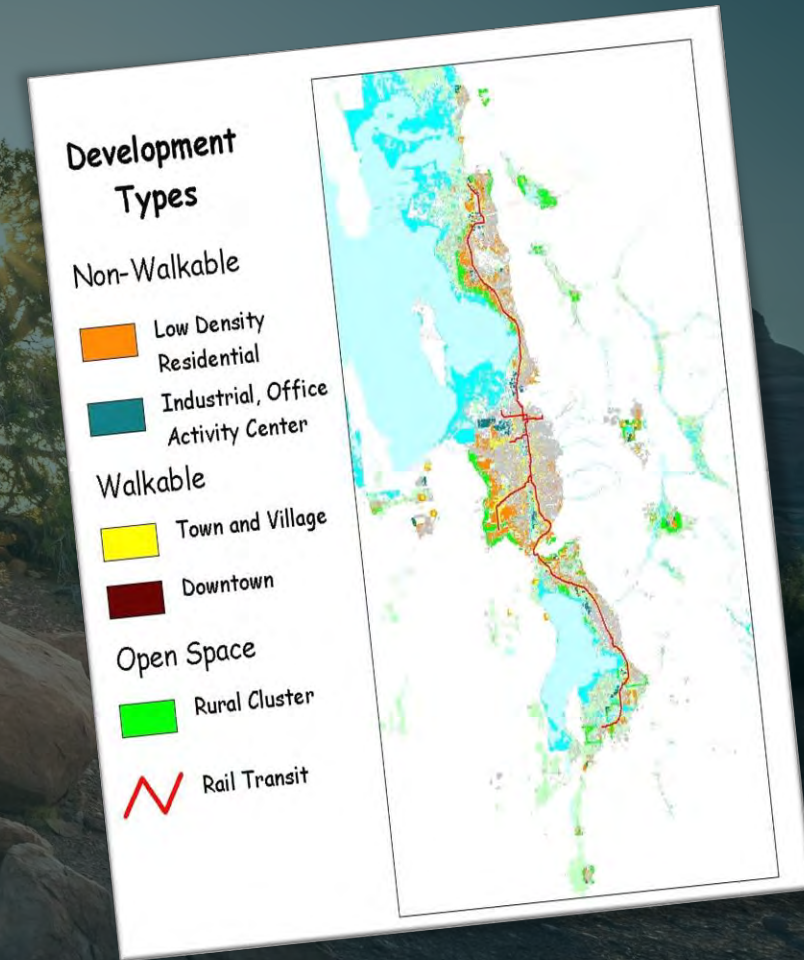 Development
Types
Non-Walkable
Low Density
Residential
Industrial, Office
Activity Center
Walkable
Town and Village
Downtown
Open Space
Rural Cluster
Rail Transit